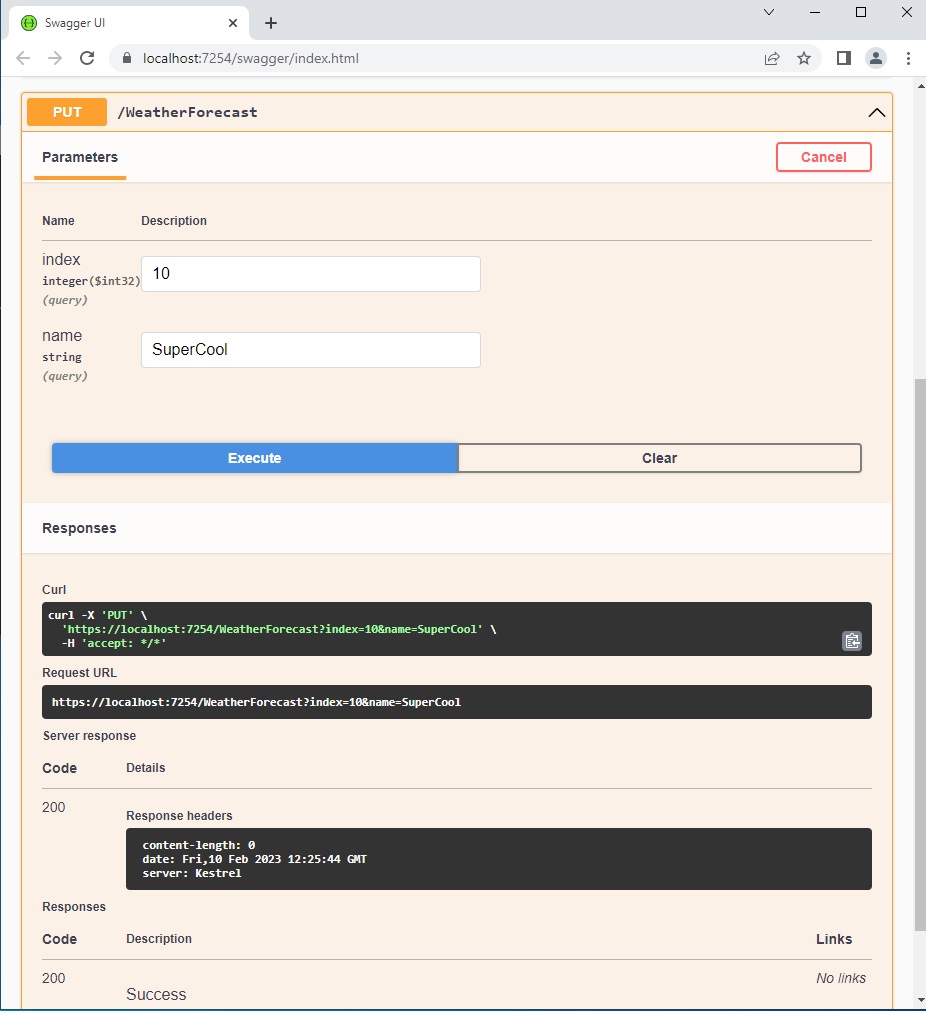 Swagger UI
localhost:7254/swagger/index.html
PUT /WeatherForecast
Parameters
Cancel
Name Description
index
integer($int32)
(query)
10
name
string
(query)
SuperCool
Execute Clear
Responses
Curl
curl -X 'PUT' \
'https://localhost:7254/WeatherForecast?index=10&name=SuperCool' \
-H 'accept: */*'
Request URL
https://localhost:7254/WeatherForecast?index=10&name=SuperCool
Server response
Code Details
200
Response headers
content-length: 0
date: Fri,10 Feb 2023 12:25:44 GMT
server: Kestrel
Responses
Code Description Links
200 No links
Success